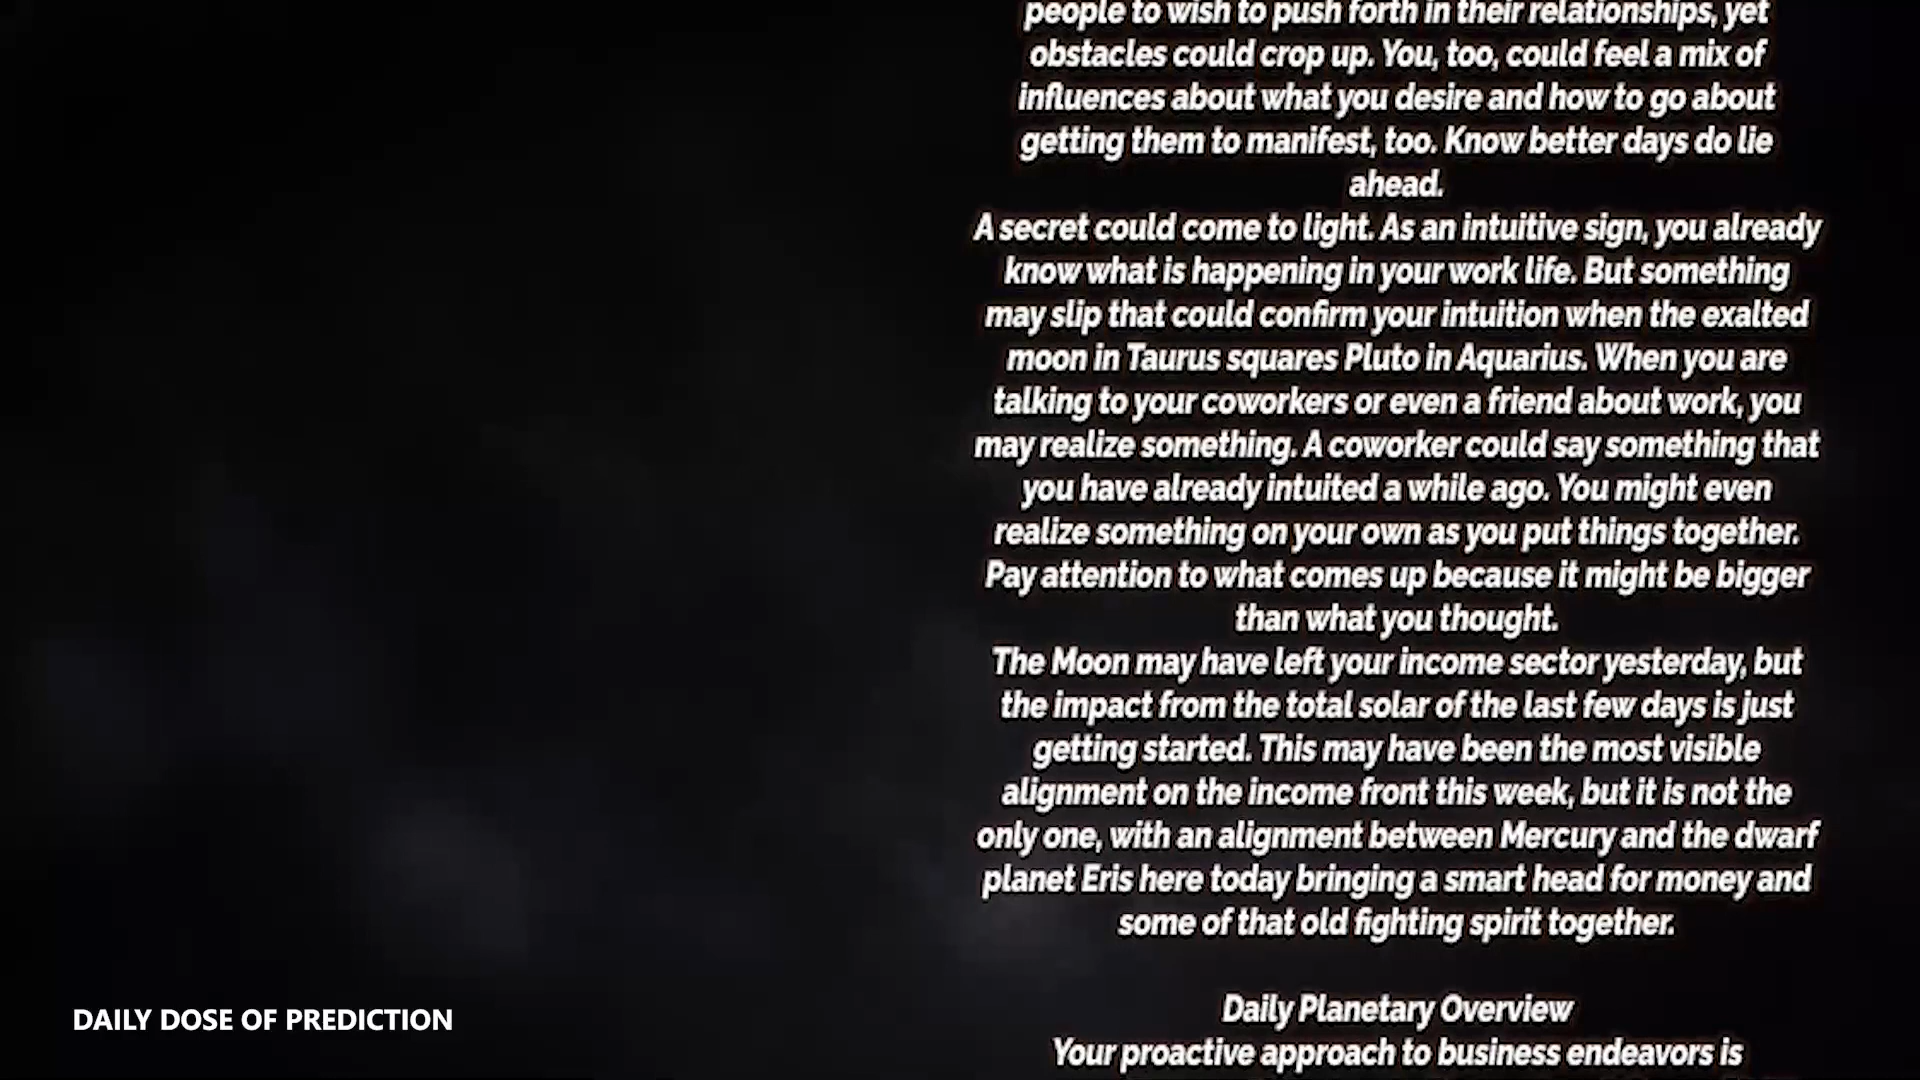 people to wish to push forth in their relationships, yet
obstacles could crop up. You, too, could feel a mix of
influences about what you desire and how to go about
getting them to manifest, too. Know better days do lie
ahead.
A secret could come to light. As an intuitive sign, you already
know what is happening in your work life. But something
may slip that could confirm your intuition when the exalted
moon in Taurus squares Pluto in Aquarius. When you are
talking to your coworkers or even a friend about work, you
may realize something. A coworker could say something that
you have already intuited a while ago. You might even
realize something on your own as you put things together.
Pay attention to what comes up because it might be bigger
than what you thought.
The Moon may have left your income sector yesterday, but
the impact from the total solar of the last few days is just
getting started. This may have been the most visible
alignment on the income front this week, but it is not the
only one, with an alignment between Mercury and the dwarf
planet Eris here today bringing a smart head for money and
some of that old fighting spirit together.
Daily Planetary Overview
Your proactive approach to business endeavors is
DAILY DOSE OF PREDICTION